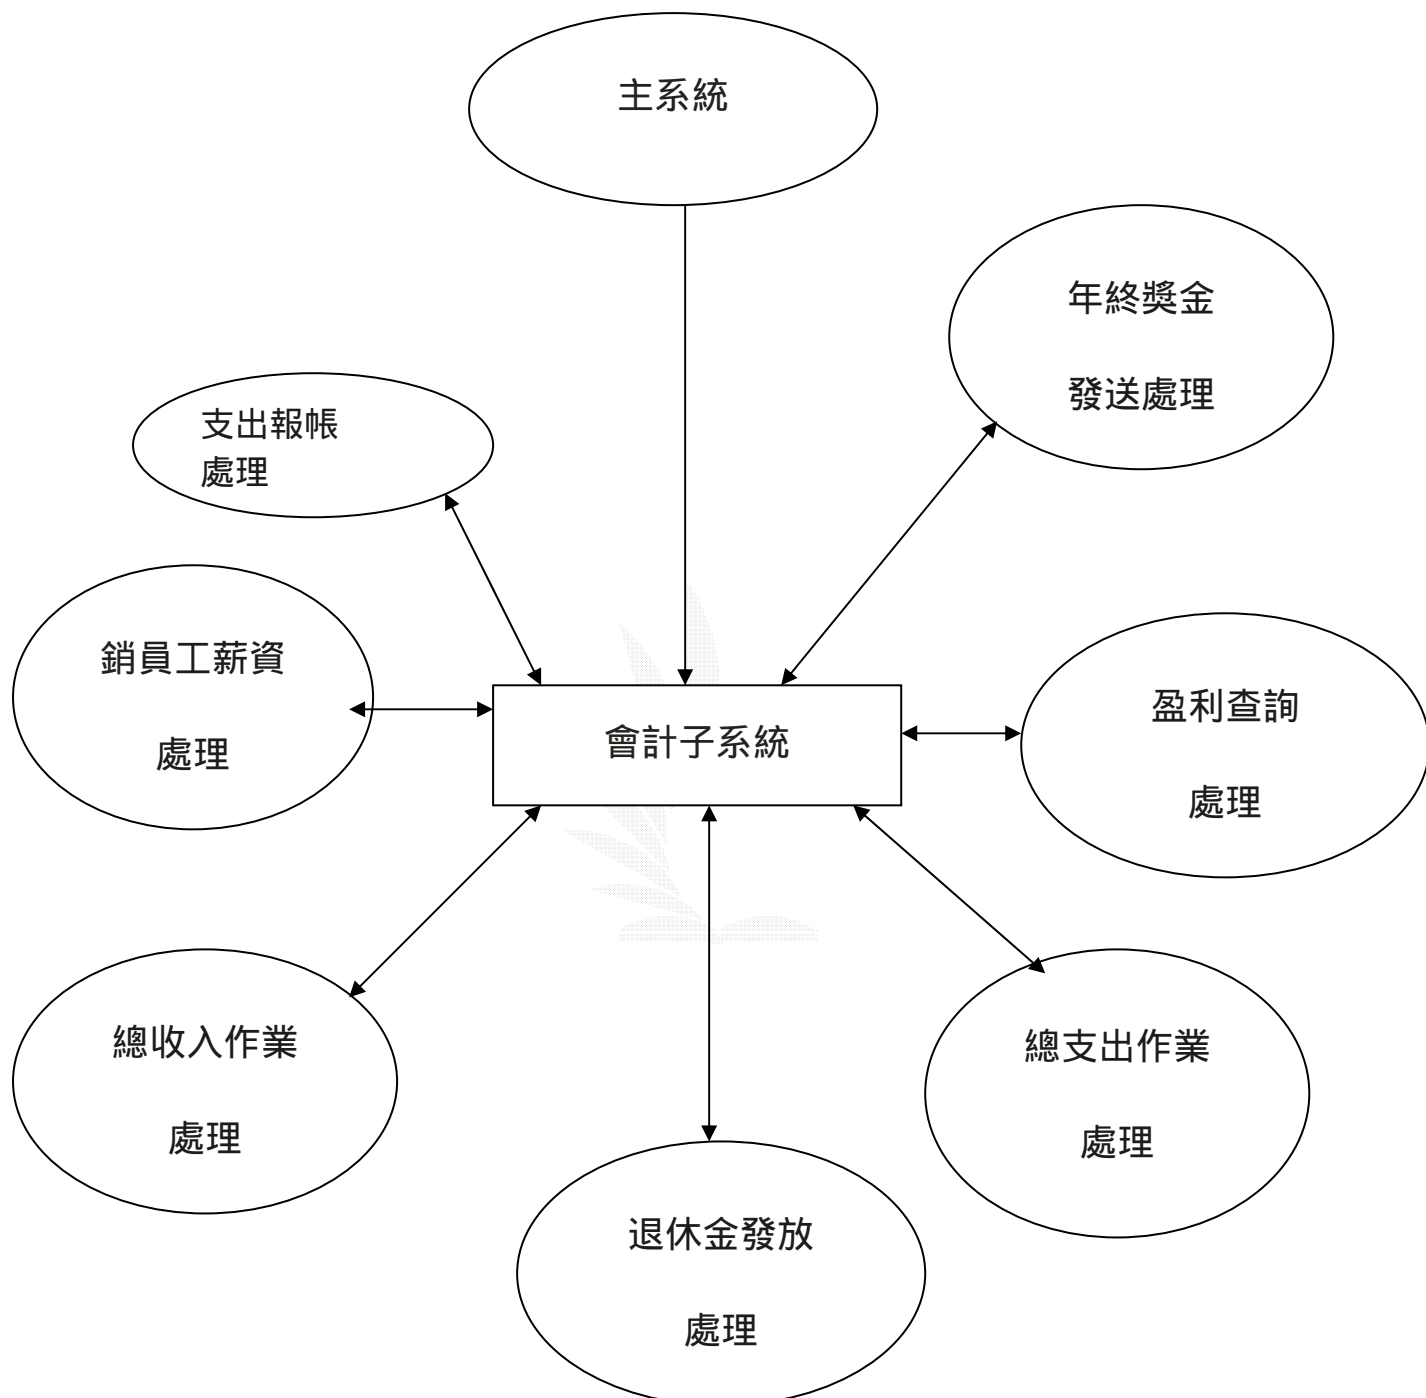 主系統
年終獎金
發送處理
支出報帳
處理
銷員工薪資
處理
會計子系統
盈利查詢
處理
總收入作業
處理
總支出作業
處理
退休金發放
處理